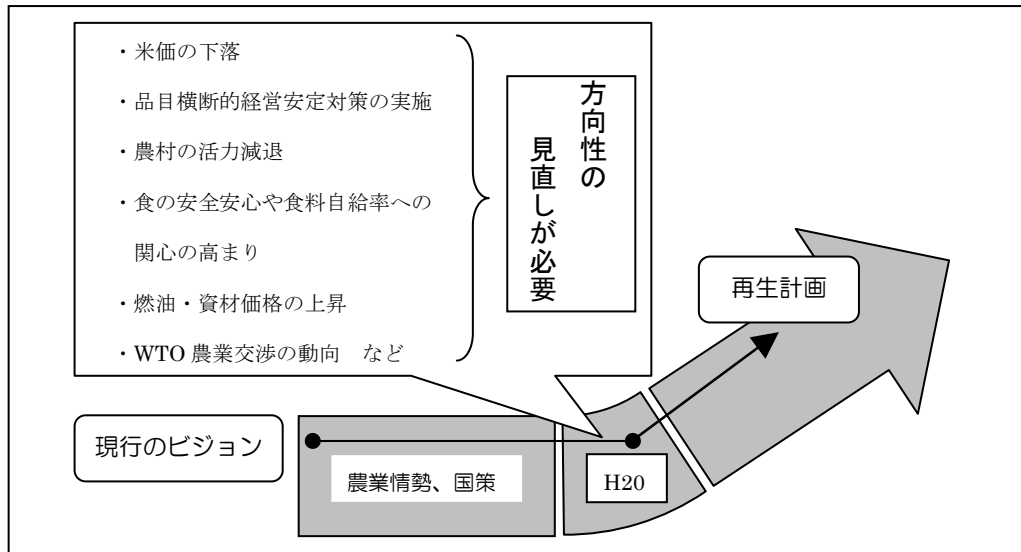 ・米価の下落
・品目横断的経営安定対策の実施
・農村の活力減退
・食の安全安心や食料自給率への
関心の高まり
・燃油・資材価格の上昇
・WTO 農業交渉の動向　など
方向性の
見直しが必要
再生計画
現行のビジョン
農業情勢、国策
H20